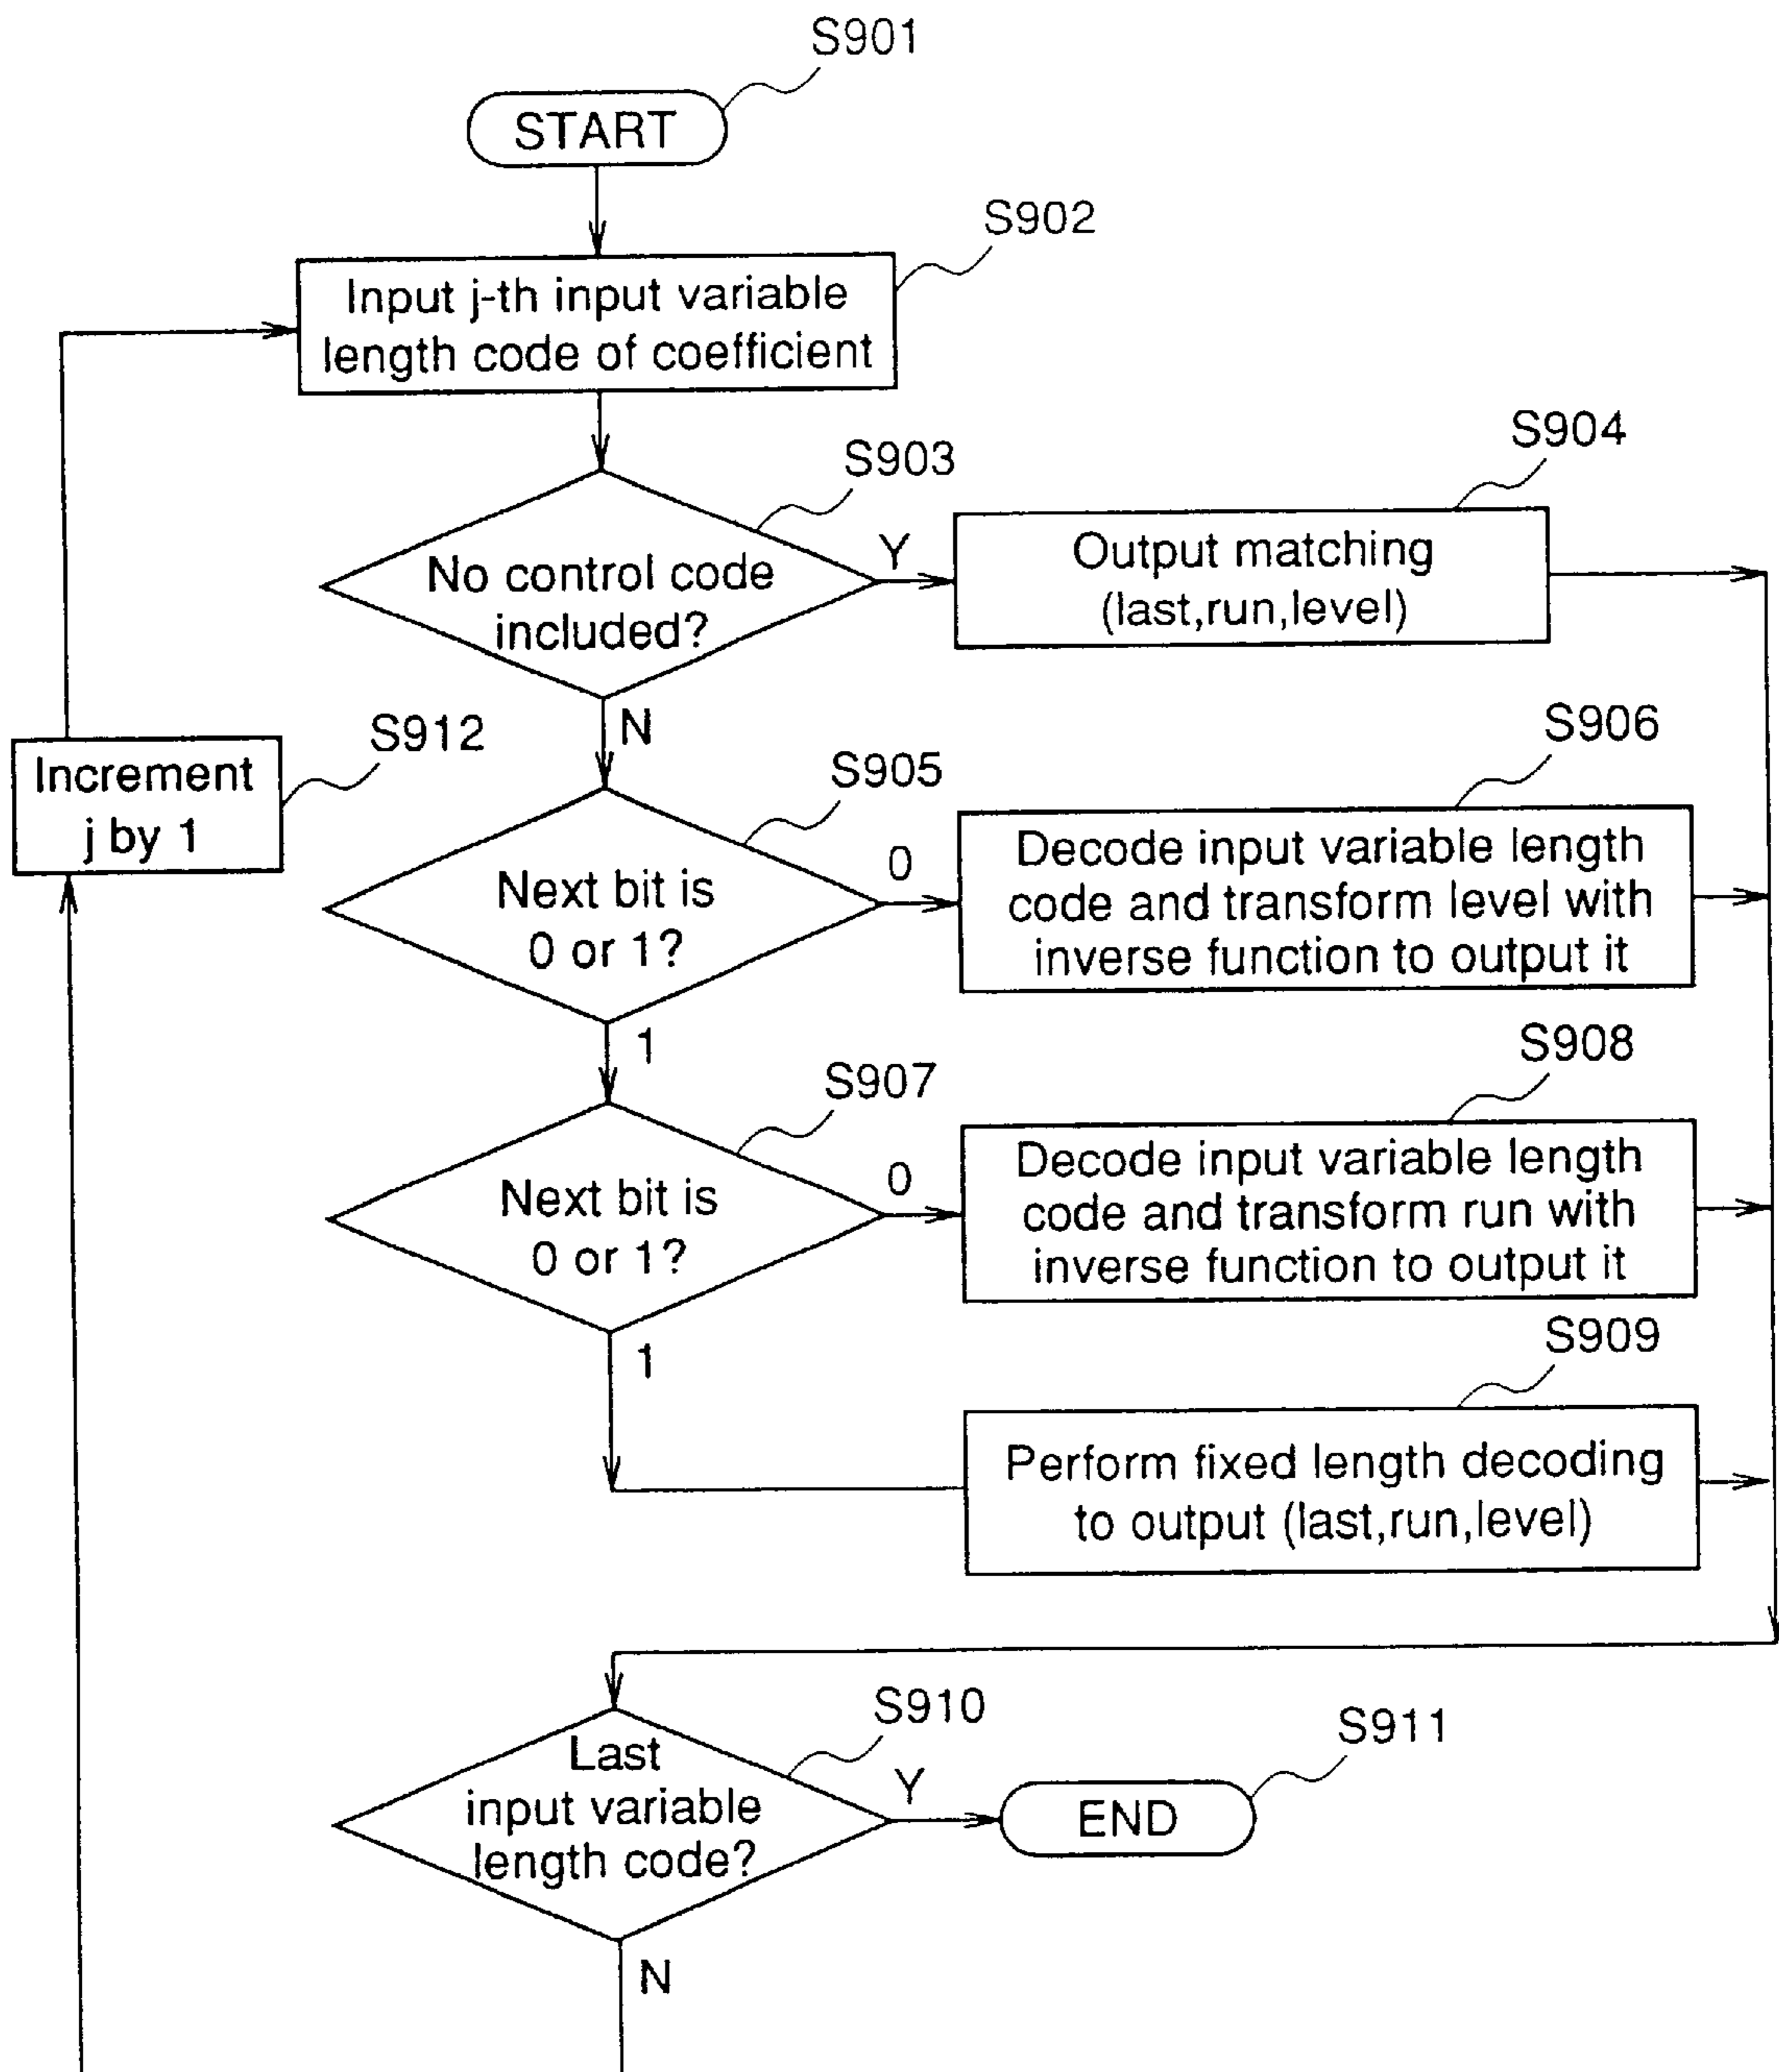 S901
START
S902
Input j-th input variable
length code of coefficient
S903
No control code
included?
Y
S904
Output matching
(last,run,level)
N
S912
Increment
j by 1
S905
Next bit is
0 or 1?
0
S906
Decode input variable length
code and transform level with
inverse function to output it
1
S907
Next bit is
0 or 1?
0
S908
Decode input variable length
code and transform run with
inverse function to output it
1
S909
Perform fixed length decoding
to output (last,run,level)
S910
Last
input variable
length code?
Y
S911
END
N